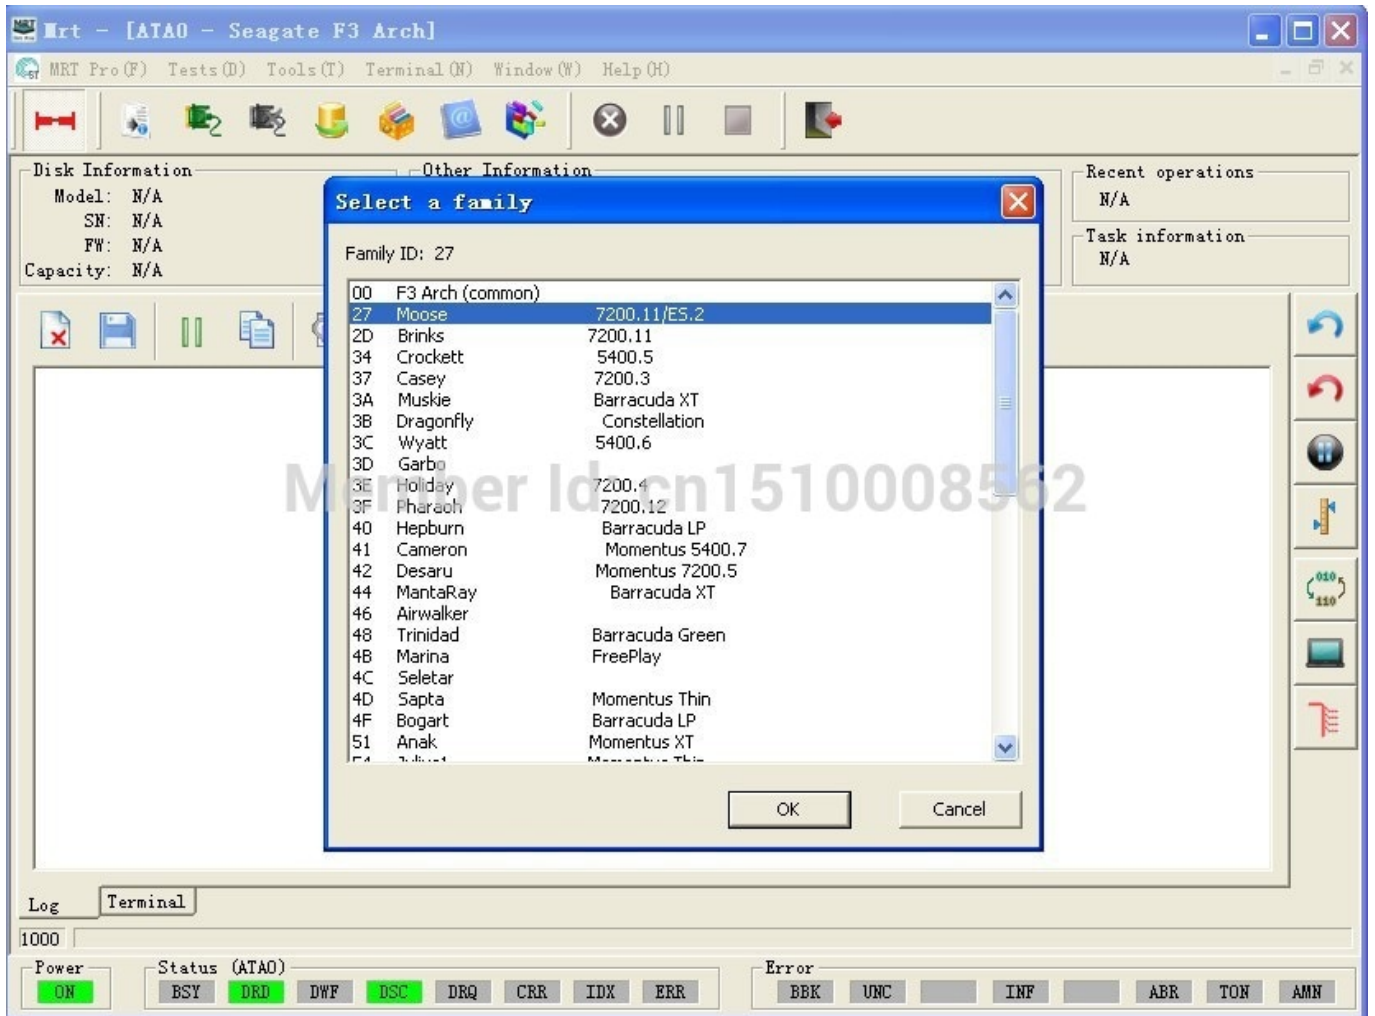 Mrt - [ATA0 - Seagate F3 Arch]
MRT Pro(F) Tests(D) Tools(T) Terminal(N) Window(W) Help(H)
Disk Information
Model: N/A
SN: N/A
FW: N/A
Capacity: N/A
Other Information
Recent operations
N/A
Task information
N/A
Select a family
Family ID: 27
00 F3 Arch (common)
27 Moose 7200.11/ES.2
2D Brinks 7200.11
34 Crockett 5400.5
37 Casey 7200.3
3A Muskie Barracuda XT
3B Dragonfly Constellation
3C Wyatt 5400.6
3D Garbo
3E Holiday 7200.4
3F Pharaoh 7200.12
40 Hepburn Barracuda LP
41 Cameron Momentus 5400.7
42 Desaru Momentus 7200.5
44 MantaRay Barracuda XT
46 Airwalker
48 Trinidad Barracuda Green
4B Marina FreePlay
4C Seletar
4D Sapta Momentus Thin
4F Bogart Barracuda LP
51 Anak Momentus XT
Member Id: cn1510008562
OK Cancel
Log Terminal
1000
Power
ON
Status (ATA0)
BSY DRD DWF DSC DRQ CRR IDX ERR
Error
BBK UNC INF ABR TON AMN